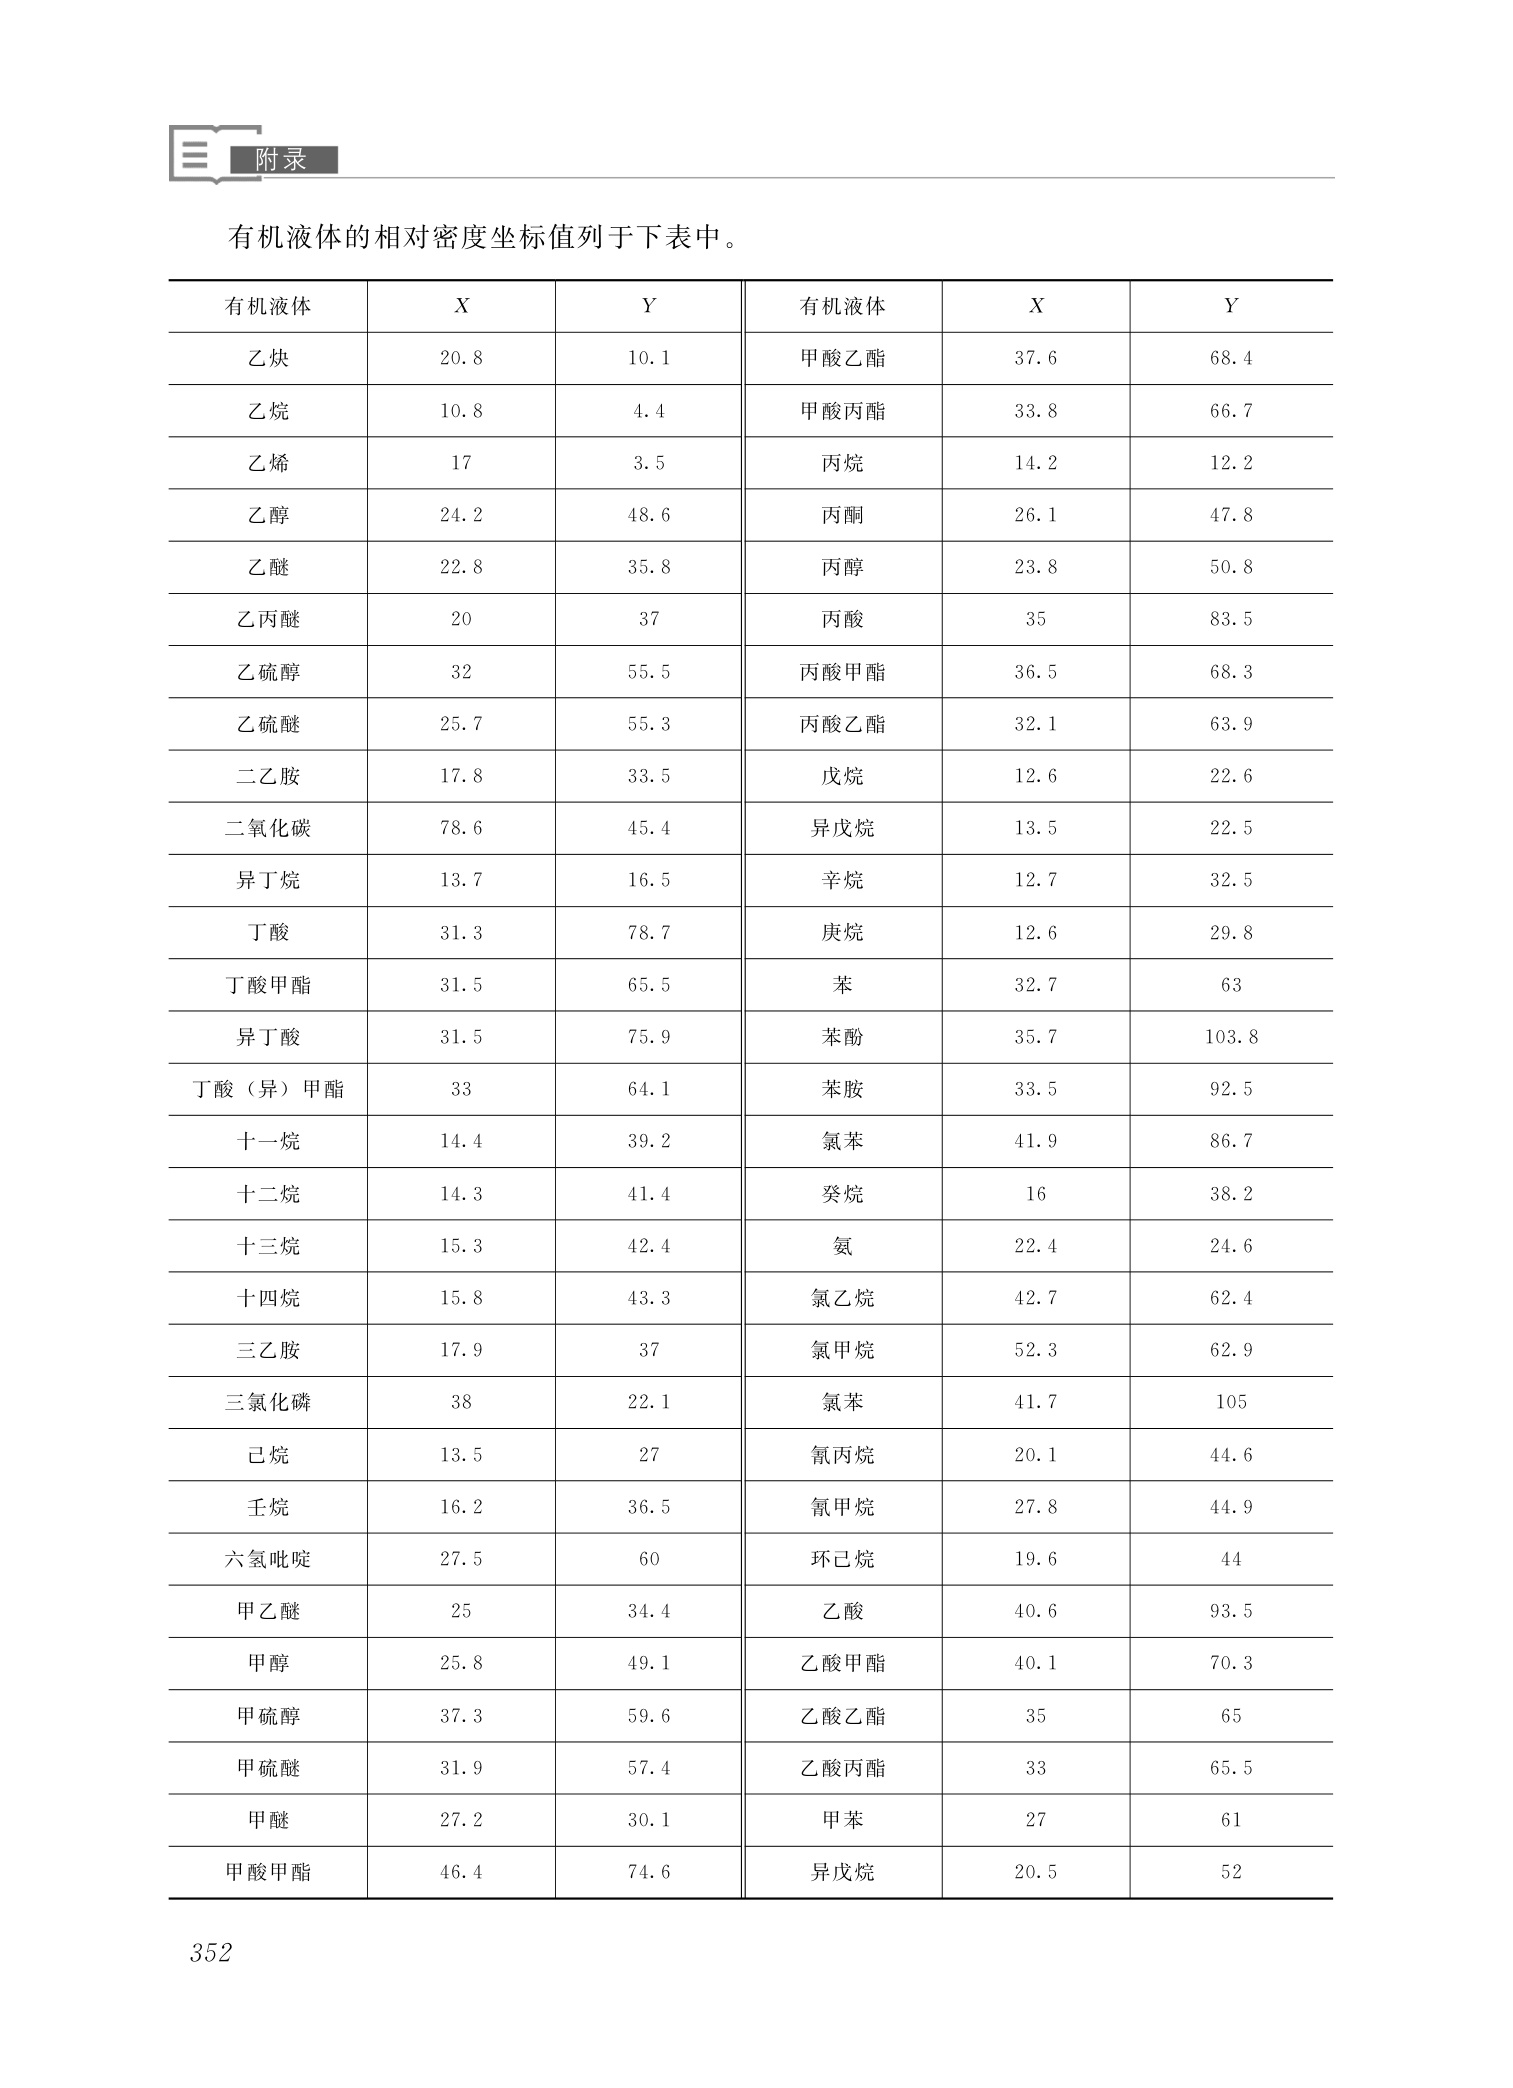 附录
有机液体的相对密度坐标值列于下表中。
有机液体 X Y 有机液体 X Y
乙炔 20.8 10.1 甲酸乙酯 37.6 68.4
乙烷 10.8 4.4 甲酸丙酯 33.8 66.7
乙烯 17 3.5 丙烷 14.2 12.2
乙醇 24.2 48.6 丙酮 26.1 47.8
乙醚 22.8 35.8 丙醇 23.8 50.8
乙丙醚 20 37 丙酸 35 83.5
乙硫醇 32 55.5 丙酸甲酯 36.5 68.3
乙硫醚 25.7 55.3 丙酸乙酯 32.1 63.9
二乙胺 17.8 33.5 戊烷 12.6 22.6
二氧化碳 78.6 45.4 异戊烷 13.5 22.5
异丁烷 13.7 16.5 辛烷 12.7 32.5
丁酸 31.3 78.7 庚烷 12.6 29.8
丁酸甲酯 31.5 65.5 苯 32.7 63
异丁酸 31.5 75.9 苯酚 35.7 103.8
丁酸（异）甲酯 33 64.1 苯胺 33.5 92.5
十一烷 14.4 39.2 氯苯 41.9 86.7
十二烷 14.3 41.4 癸烷 16 38.2
十三烷 15.3 42.4 氨 22.4 24.6
十四烷 15.8 43.3 氯乙烷 42.7 62.4
三乙胺 17.9 37 氯甲烷 52.3 62.9
三氯化磷 38 22.1 氯苯 41.7 105
己烷 13.5 27 氰丙烷 20.1 44.6
壬烷 16.2 36.5 氰甲烷 27.8 44.9
六氢吡啶 27.5 60 环己烷 19.6 44
甲乙醚 25 34.4 乙酸 40.6 93.5
甲醇 25.8 49.1 乙酸甲酯 40.1 70.3
甲硫醇 37.3 59.6 乙酸乙酯 35 65
甲硫醚 31.9 57.4 乙酸丙酯 33 65.5
甲醚 27.2 30.1 甲苯 27 61
甲酸甲酯 46.4 74.6 异戊烷 20.5 52
352